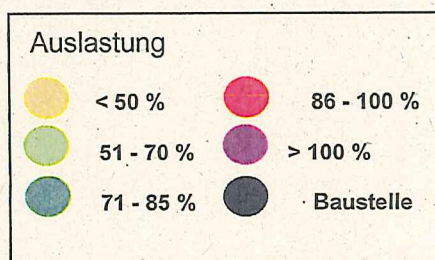 Auslastung
< 50 %
51 - 70 %
71 - 85 %
86 - 100 %
> 100 %
Baustelle